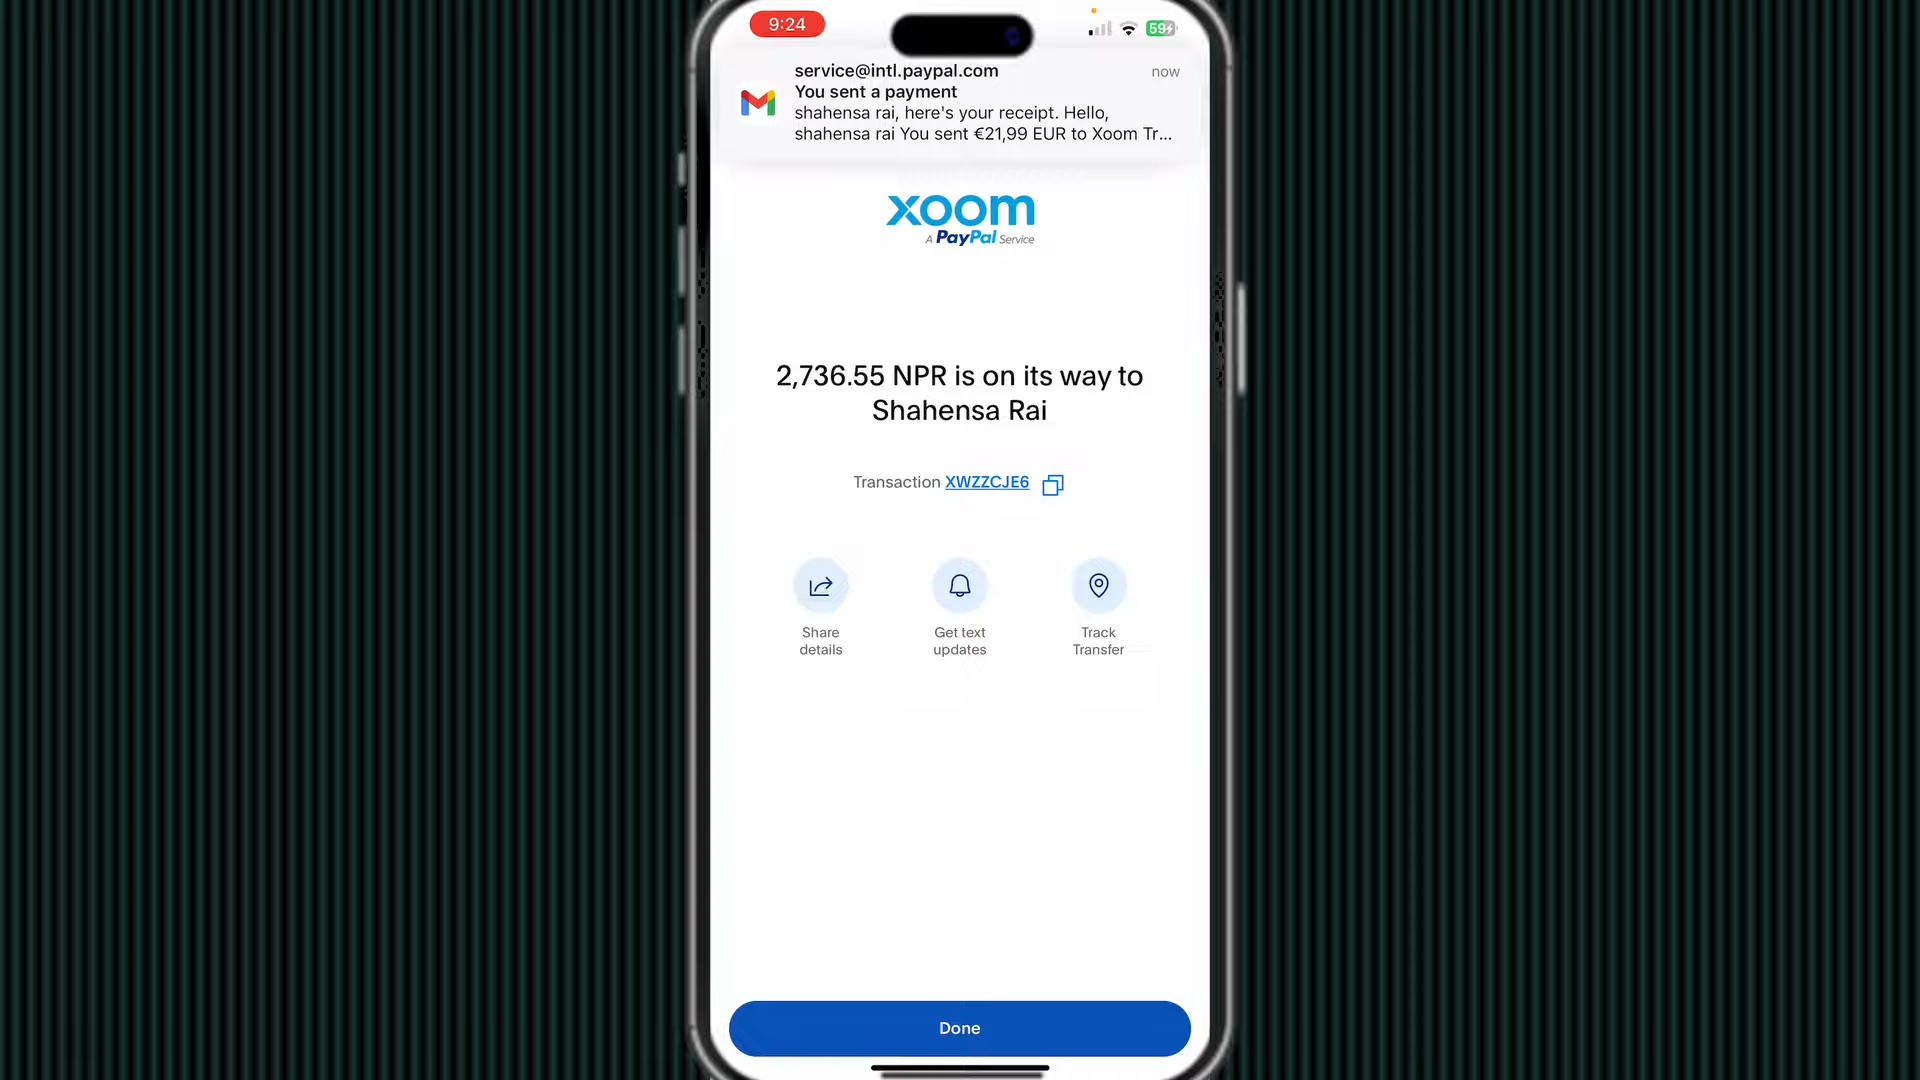 9:24
59
service@intl.paypal.com
now
You sent a payment
shahensa rai, here's your receipt. Hello,
shahensa rai You sent €21,99 EUR to Xoom Tr...
xoom
A PayPal Service
2,736.55 NPR is on its way to
Shahensa Rai
Transaction XWZZCJE6
Share
details
Get text
updates
Track
Transfer
Done